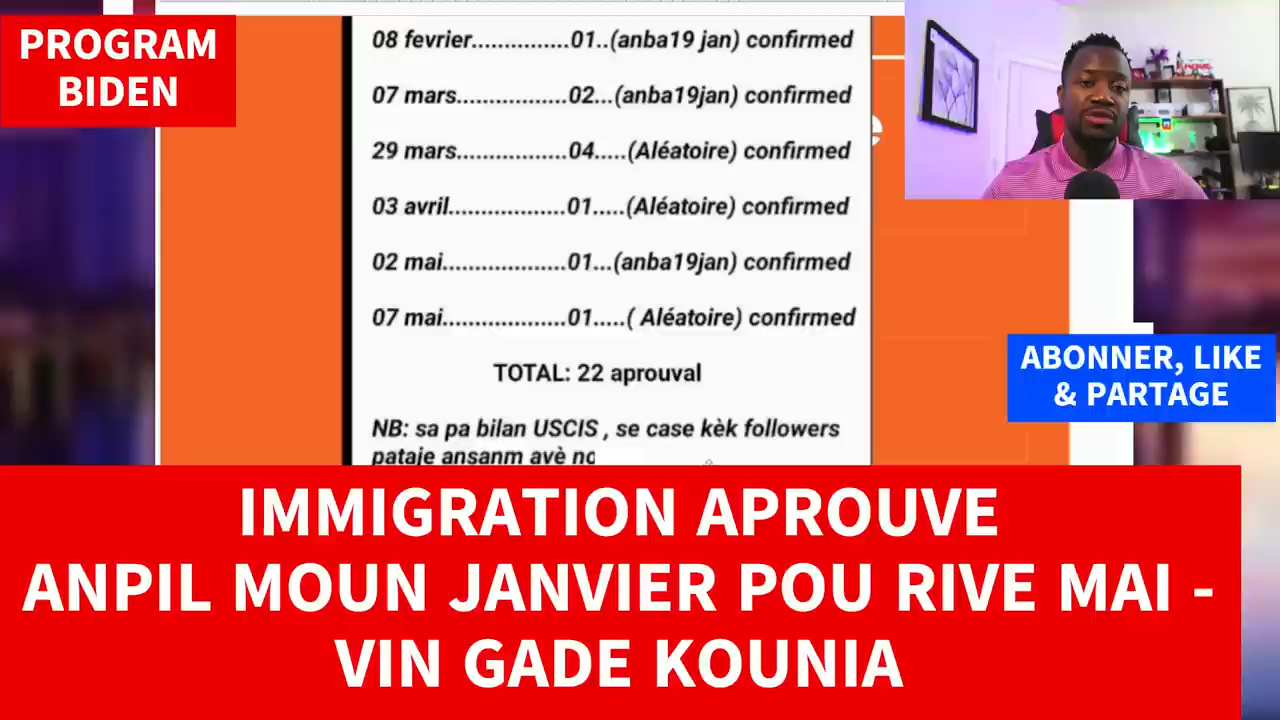 PROGRAM
BIDEN
08 fevrier...............01..(anba19 jan) confirmed
07 mars.................02...(anba19jan) confirmed
29 mars.................04.....(Aléatoire) confirmed
03 avril..................01.....(Aléatoire) confirmed
02 mai...................01...(anba19jan) confirmed
07 mai...................01.....( Aléatoire) confirmed
TOTAL: 22 aprouval
NB: sa pa bilan USCIS , se case kèk followers
pataje ansanm avè
ABONNER, LIKE
& PARTAGE
IMMIGRATION APROUVE
ANPIL MOUN JANVIER POU RIVE MAI -
VIN GADE KOUNIA